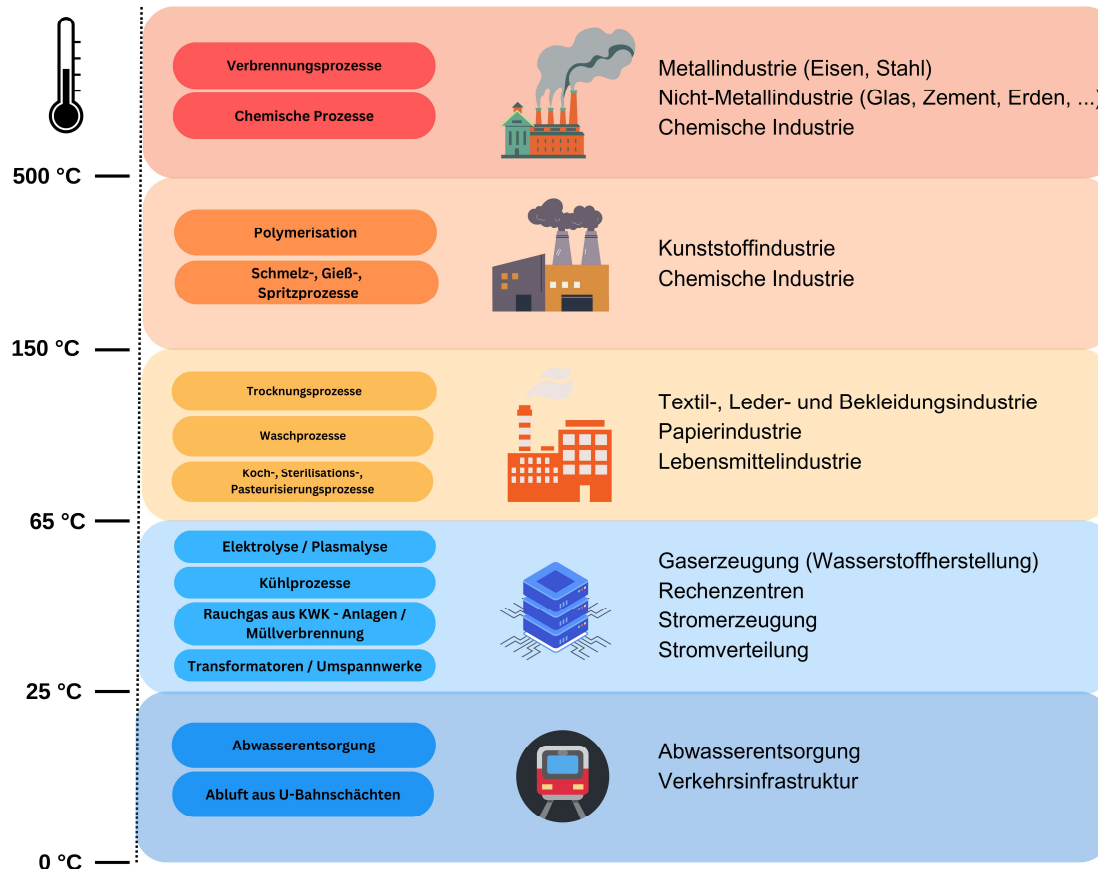 Verbrennungsprozesse
Chemische Prozesse
Metallindustrie (Eisen, Stahl)
Nicht-Metallindustrie (Glas, Zement, Erden, ...)
Chemische Industrie
500 °C
Polymerisation
Schmelz-, Gieß-,
Spritzprozesse
Kunststoffindustrie
Chemische Industrie
150 °C
Trocknungsprozesse
Waschprozesse
Koch-, Sterilisations-,
Pasteurisierungsprozesse
Textil-, Leder- und Bekleidungsindustrie
Papierindustrie
Lebensmittelindustrie
65 °C
Elektrolyse / Plasmalyse
Kühlprozesse
Rauchgas aus KWK - Anlagen /
Müllverbrennung
Transformatoren / Umspannwerke
Gaserzeugung (Wasserstoffherstellung)
Rechenzentren
Stromerzeugung
Stromverteilung
25 °C
Abwasserentsorgung
Abluft aus U-Bahnschächten
Abwasserentsorgung
Verkehrsinfrastruktur
0 °C